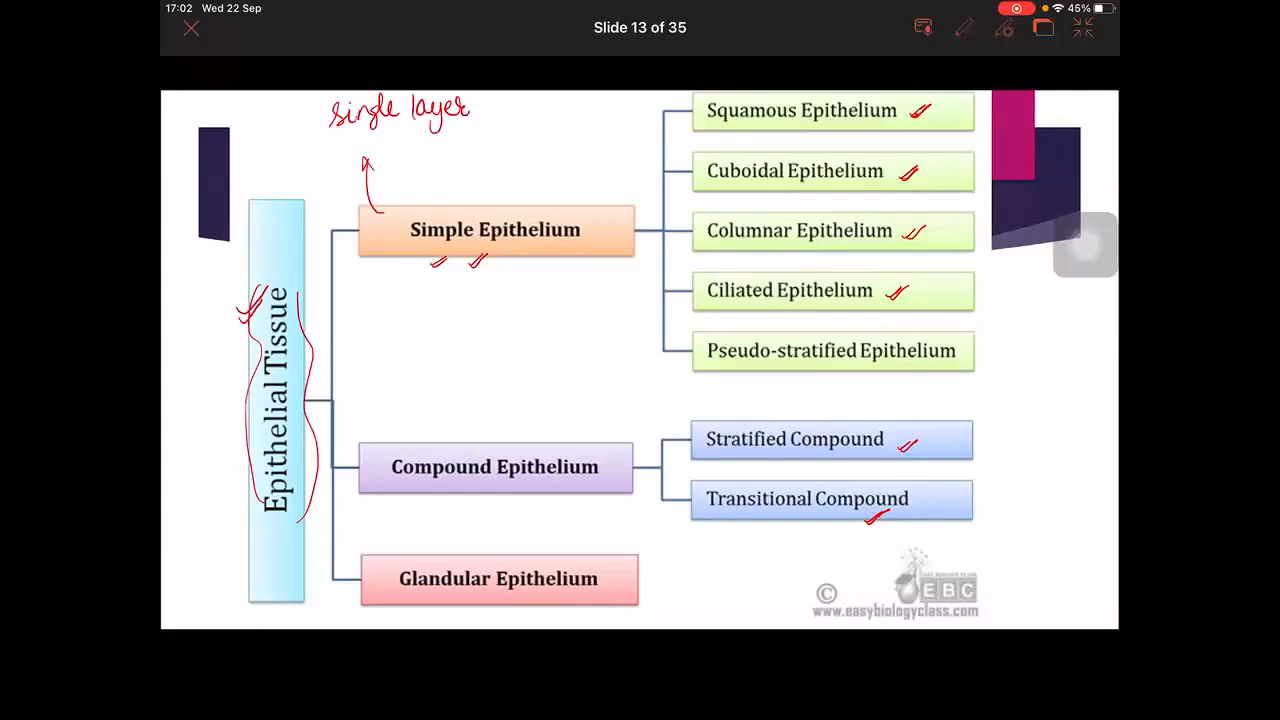 17:02 Wed 22 Sep
46%
Slide 13 of 35
single layer
Squamous Epithelium
Cuboidal Epithelium
Simple Epithelium
Columnar Epithelium
Ciliated Epithelium
Pseudo-stratified Epithelium
Epithelial Tissue
Stratified Compound
Compound Epithelium
Transitional Compound
Glandular Epithelium
© EBC
www.easybiologyclass.com